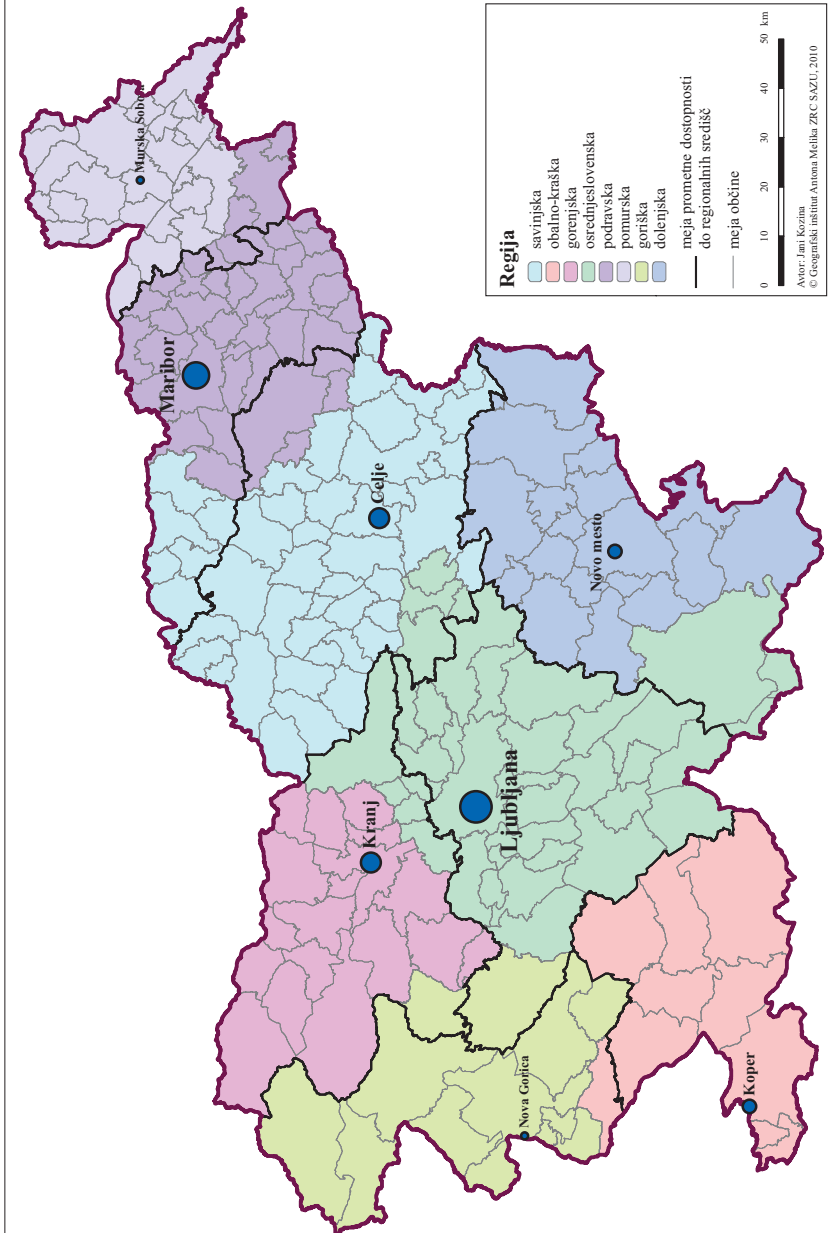 Murska Sobota
Maribor
Celje
Novo mesto
Kranj
Ljubljana
Nova Gorica
Koper
Regija
savinjska
obalno-kraška
gorenjska
osrednjeslovenska
podravska
pomurska
goriška
dolenjska
meja prometne dostopnosti
do regionalnih središč
meja občine
0 10 20 30 40 50 km
Avtor: Jani Kozina
© Geografski inštitut Antona Melika ZRC SAZU, 2010